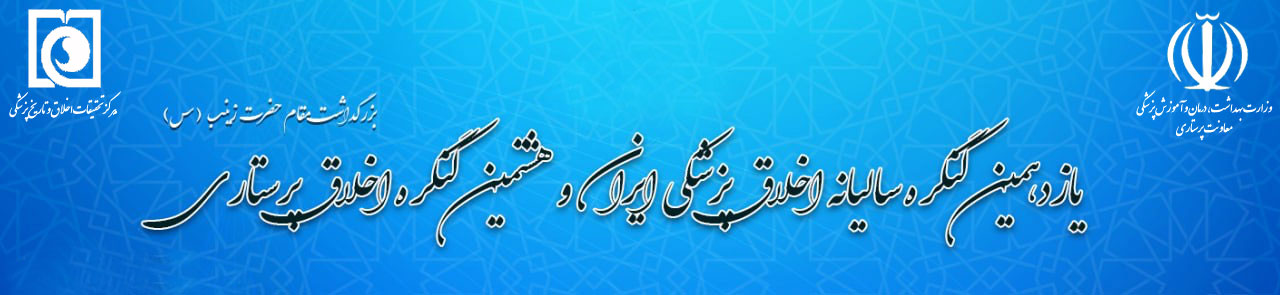 وزارت بهداشت، درمان و آموزش پزشکی
معاونت پرستاری
مرکز تحقیقات اخلاق و تاریخ پزشکی
بزرگداشت مقام حضرت زینب (س)
یازدهمین کنگره سالیانه اخلاق پزشکی ایران و هشتمین کنگره اخلاق پرستاری